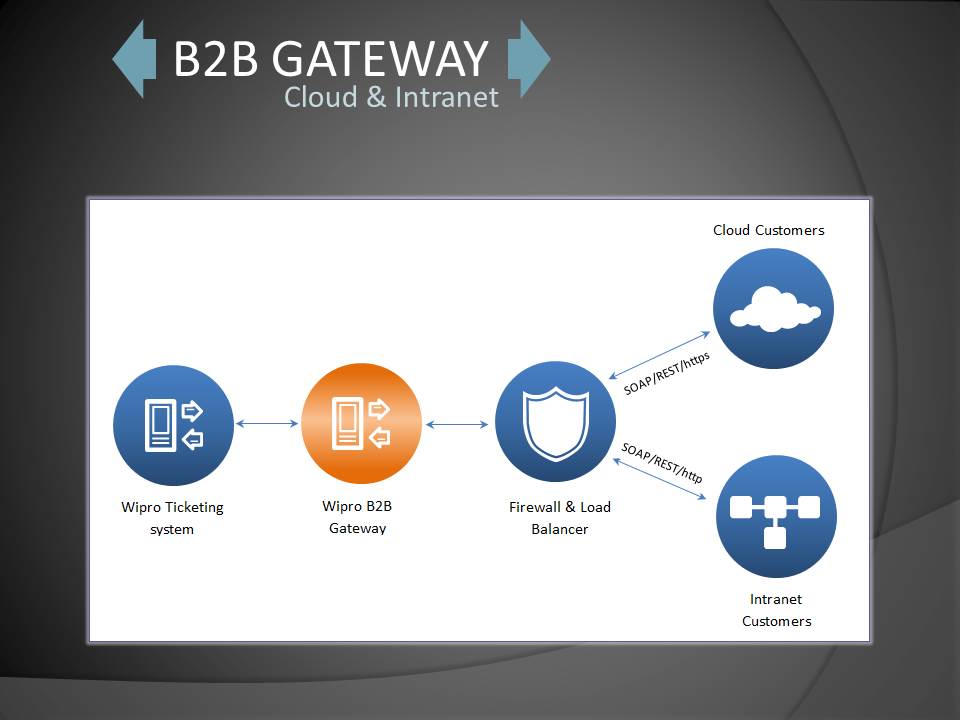 B2B GATEWAY
Cloud & Intranet
Cloud Customers
SOAP/REST/https
SOAP/REST/http
Wipro Ticketing
system
Wipro B2B
Gateway
Firewall & Load
Balancer
Intranet
Customers